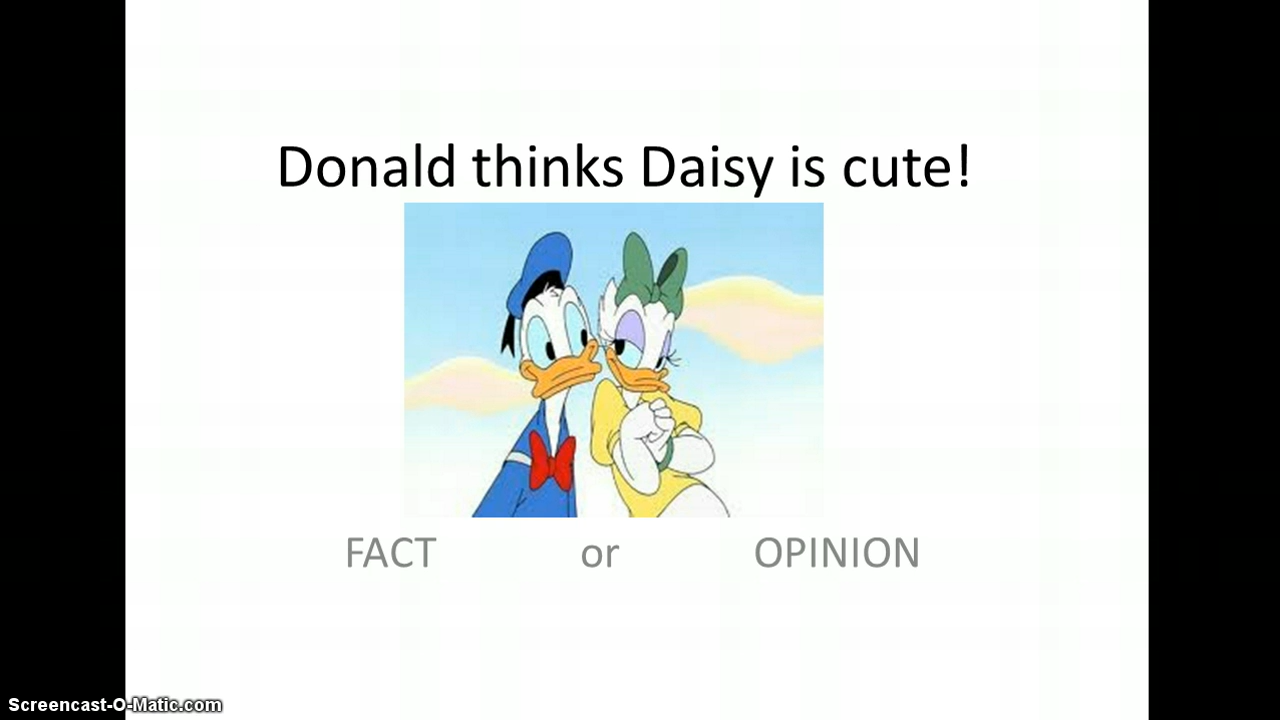 Donald thinks Daisy is cute!
FACT or OPINION
Screencast-O-Matic.com